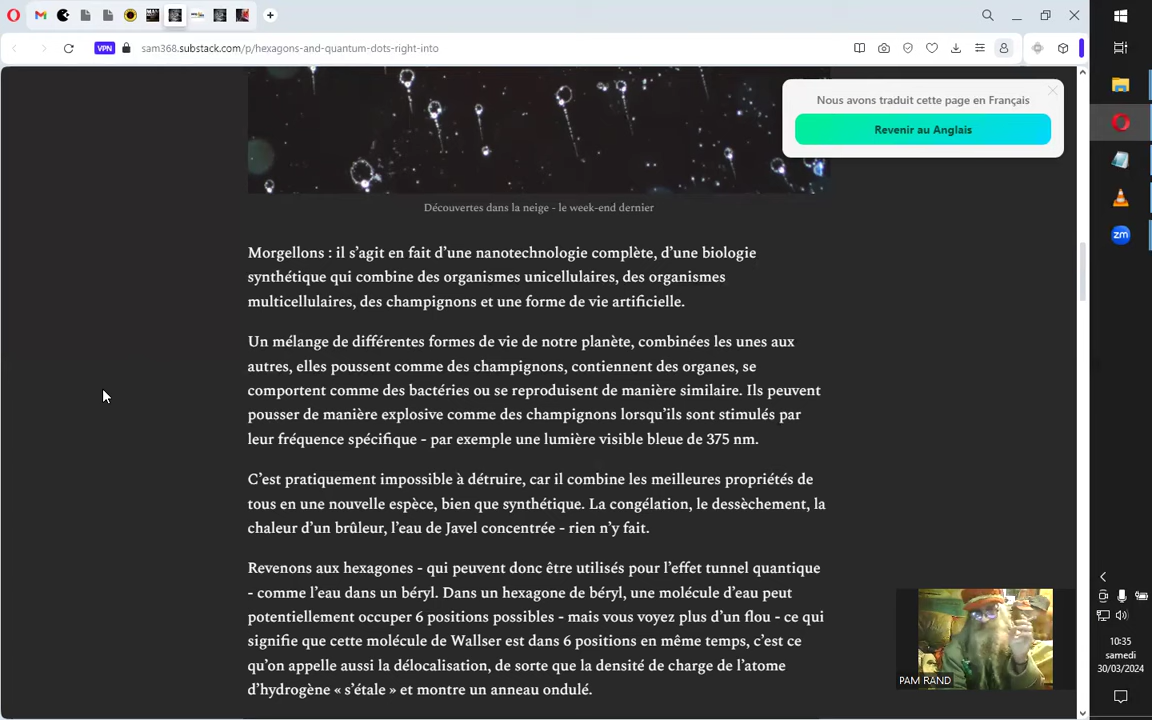 VPN
sam368.substack.com/p/hexagons-and-quantum-dots-right-into
Nous avons traduit cette page en Français
Revenir au Anglais
Découvertes dans la neige - le week-end dernier
Morgellons : il s’agit en fait d’une nanotechnologie complète, d’une biologie
synthétique qui combine des organismes unicellulaires, des organismes
multicellulaires, des champignons et une forme de vie artificielle.
Un mélange de différentes formes de vie de notre planète, combinées les unes aux
autres, elles poussent comme des champignons, contiennent des organes, se
comportent comme des bactéries ou se reproduisent de manière similaire. Ils peuvent
pousser de manière explosive comme des champignons lorsqu’ils sont stimulés par
leur fréquence spécifique - par exemple une lumière visible bleue de 375 nm.
C’est pratiquement impossible à détruire, car il combine les meilleures propriétés de
tous en une nouvelle espèce, bien que synthétique. La congélation, le dessèchement, la
chaleur d’un brûleur, l’eau de Javel concentrée - rien n’y fait.
Revenons aux hexagones - qui peuvent donc être utilisés pour l’effet tunnel quantique
- comme l’eau dans un béryl. Dans un hexagone de béryl, une molécule d’eau peut
potentiellement occuper 6 positions possibles - mais vous voyez plus d’un flou - ce qui
signifie que cette molécule de Wallser est dans 6 positions en même temps, c’est ce
qu’on appelle aussi la délocalisation, de sorte que la densité de charge de l’atome
d’hydrogène « s’étale » et montre un anneau ondulé.
PAM RAND
zm
10:35
samedi
30/03/2024